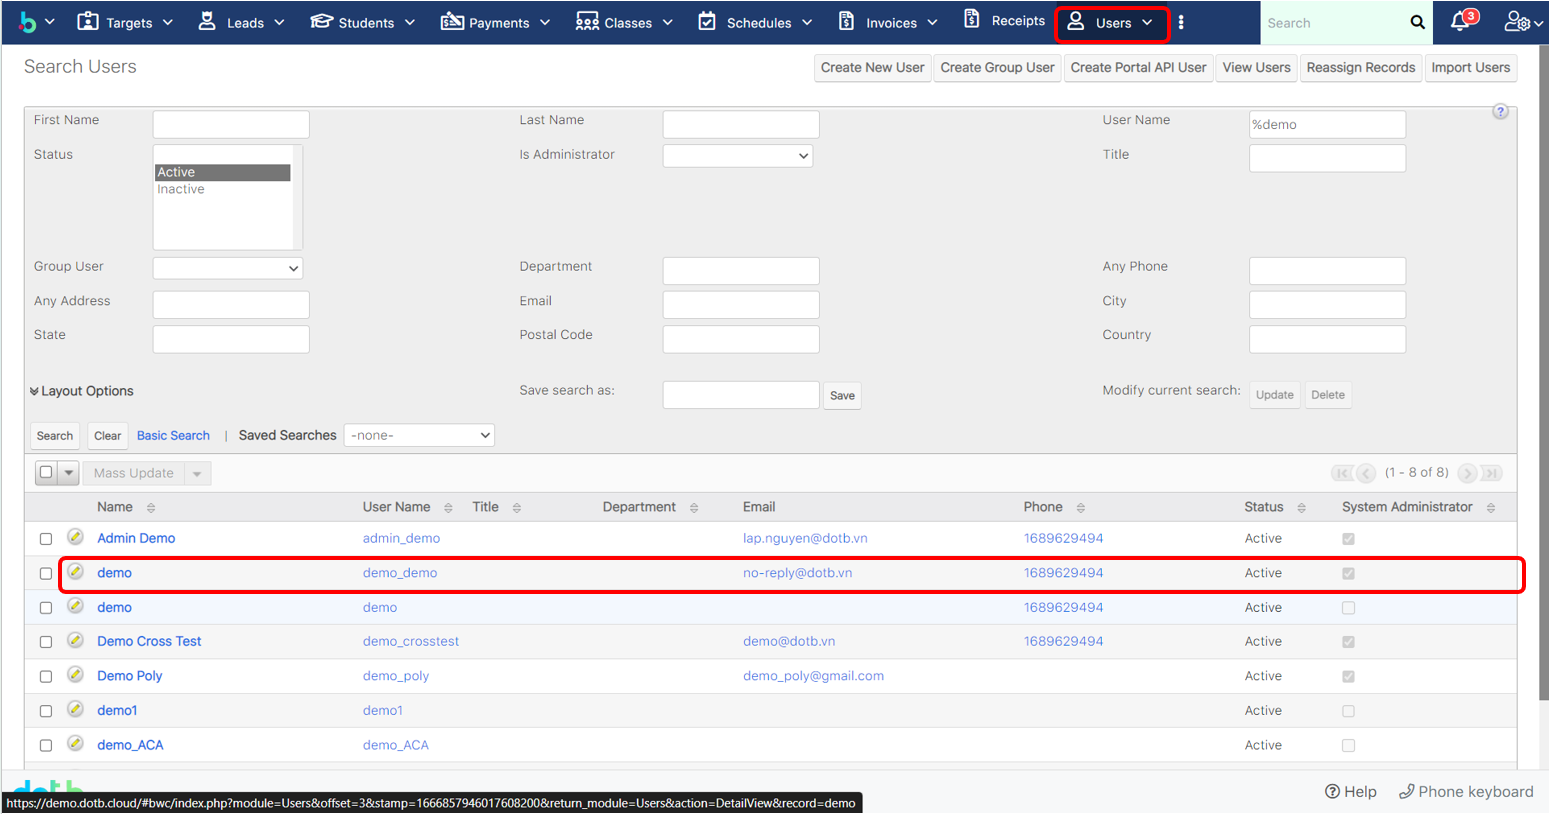 Targets Leads Students Payments Classes Schedules Invoices Receipts Users Search 3
Search Users
Create New User Create Group User Create Portal API User View Users Reassign Records Import Users
?
First Name Last Name User Name %demo
Status Active Inactive Is Administrator Title
Group User Department Any Phone
Any Address Email City
State Postal Code Country
Layout Options Save search as: Save Modify current search: Update Delete
Search Clear Basic Search | Saved Searches -none-
Mass Update (1 - 8 of 8)
Name User Name Title Department Email Phone Status System Administrator
Admin Demo admin_demo lap.nguyen@dotb.vn 1689629494 Active
demo demo_demo no-reply@dotb.vn 1689629494 Active
demo demo 1689629494 Active
Demo Cross Test demo_crosstest demo@dotb.vn 1689629494 Active
Demo Poly demo_poly demo_poly@gmail.com Active
demo1 demo1 Active
demo_ACA demo_ACA Active
Help Phone keyboard
https://demo.dotb.cloud/#bwc/index.php?module=Users&offset=3&stamp=1666857946017608200&return_module=Users&action=DetailView&record=demo